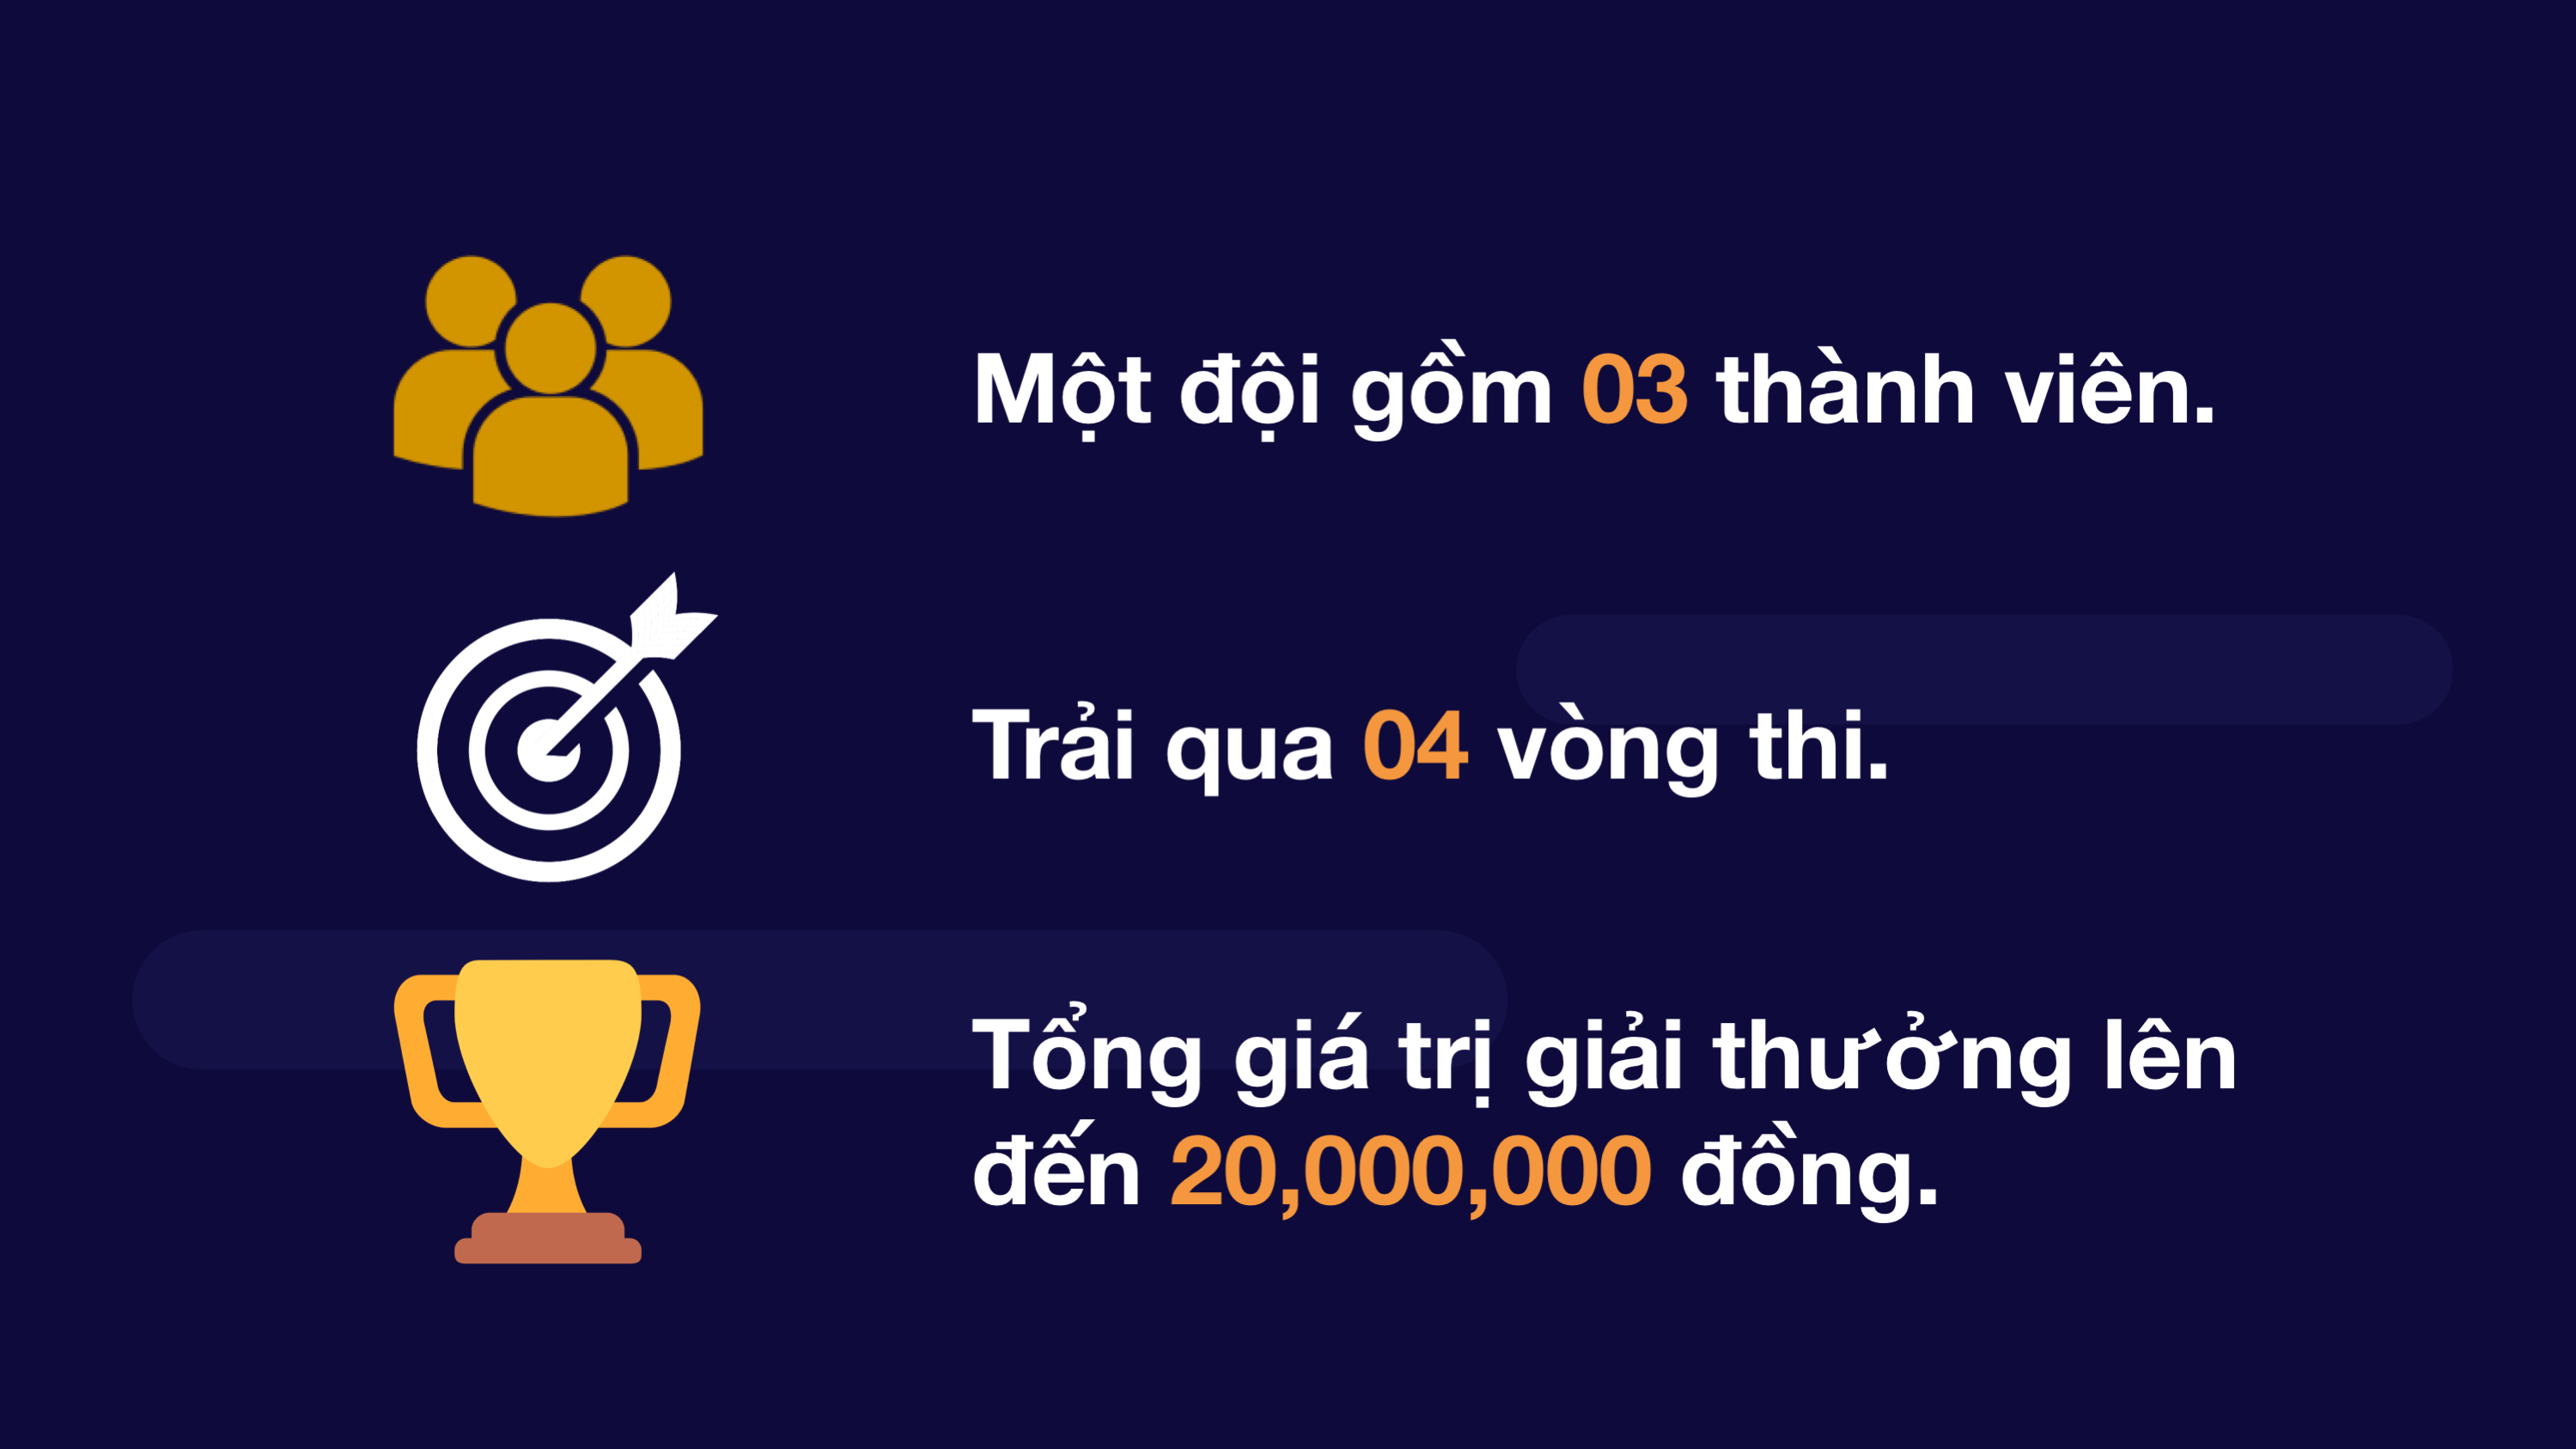 Một đội gồm 03 thành viên.
Trải qua 04 vòng thi.
Tổng giá trị giải thưởng lên
đến 20,000,000 đồng.